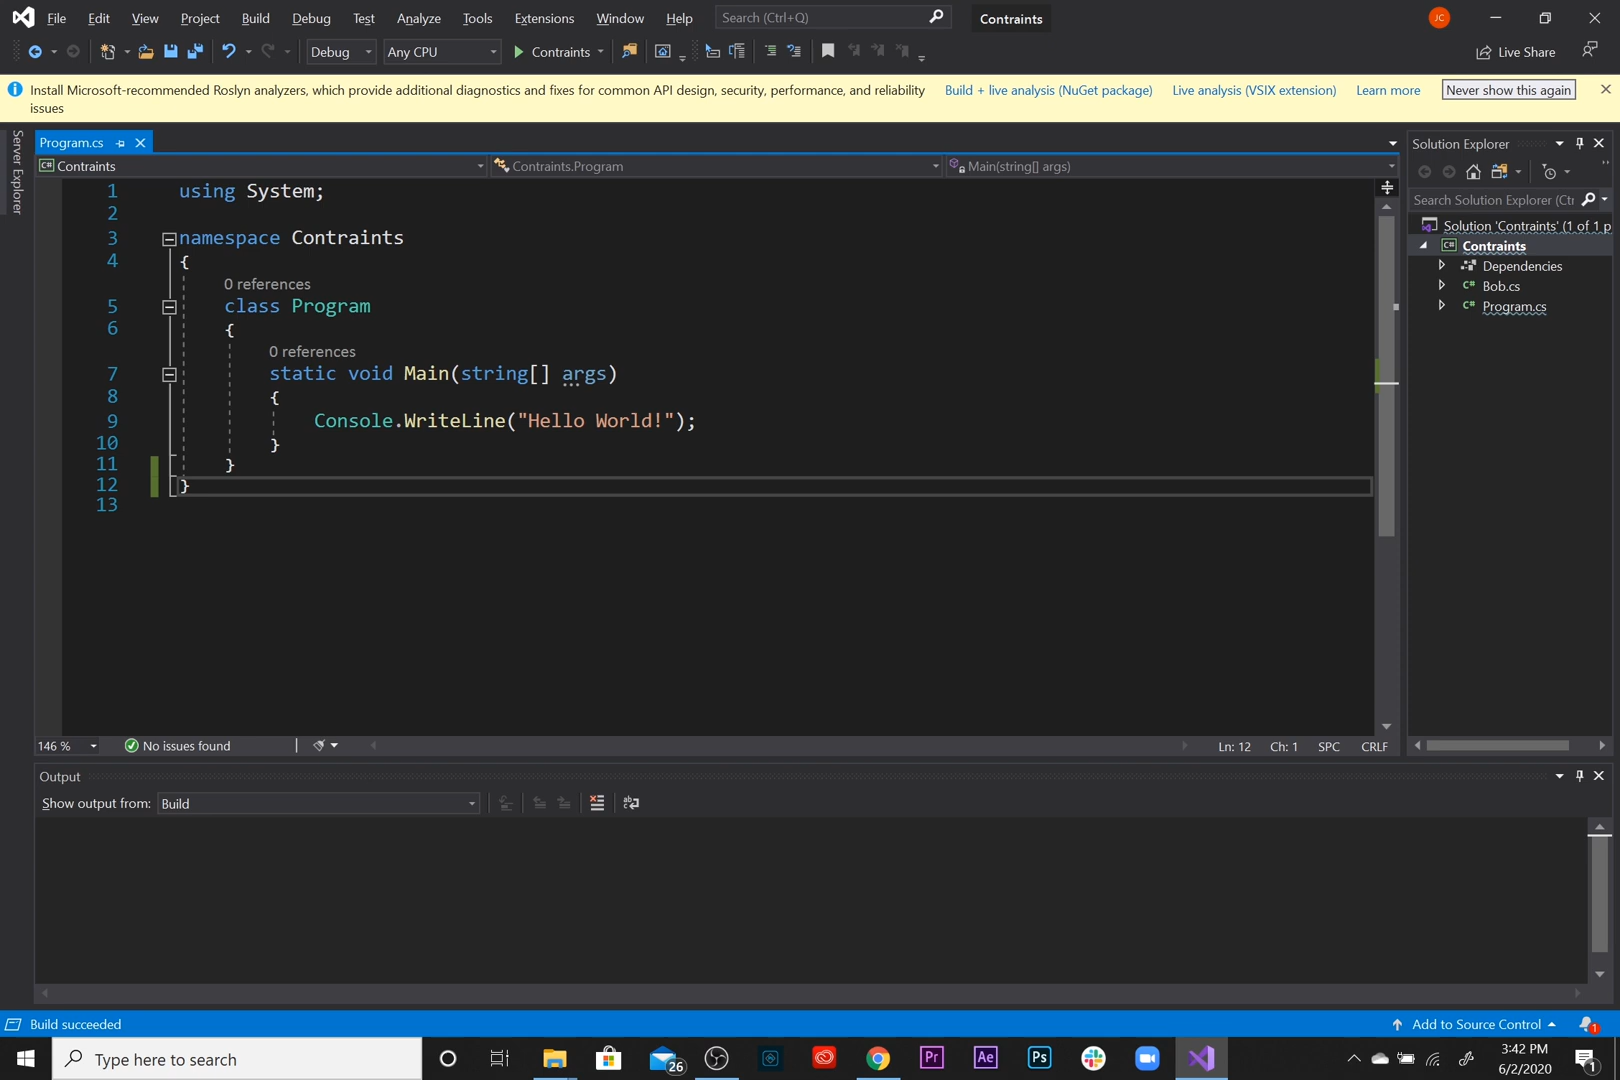 File Edit View Project Build Debug Test Analyze Tools Extensions Window Help Search (Ctrl+Q) Contraints JC
Debug Any CPU Contraints Live Share
Install Microsoft-recommended Roslyn analyzers, which provide additional diagnostics and fixes for common API design, security, performance, and reliability issues Build + live analysis (NuGet package) Live analysis (VSIX extension) Learn more Never show this again
Server Explorer
Program.cs
Contraints Contraints.Program Main(string[] args)
1 using System;
2
3 namespace Contraints
4 {
0 references
5 class Program
6 {
0 references
7 static void Main(string[] args)
8 {
9 Console.WriteLine("Hello World!");
10 }
11 }
12 }
13
146 % No issues found Ln: 12 Ch: 1 SPC CRLF
Solution Explorer
Search Solution Explorer (Ctr
Solution 'Contraints' (1 of 1 p
C# Contraints
Dependencies
C# Bob.cs
C# Program.cs
Output
Show output from: Build
Build succeeded Add to Source Control 1
Type here to search 26 Pr Ae Ps 3:42 PM
6/2/2020 1